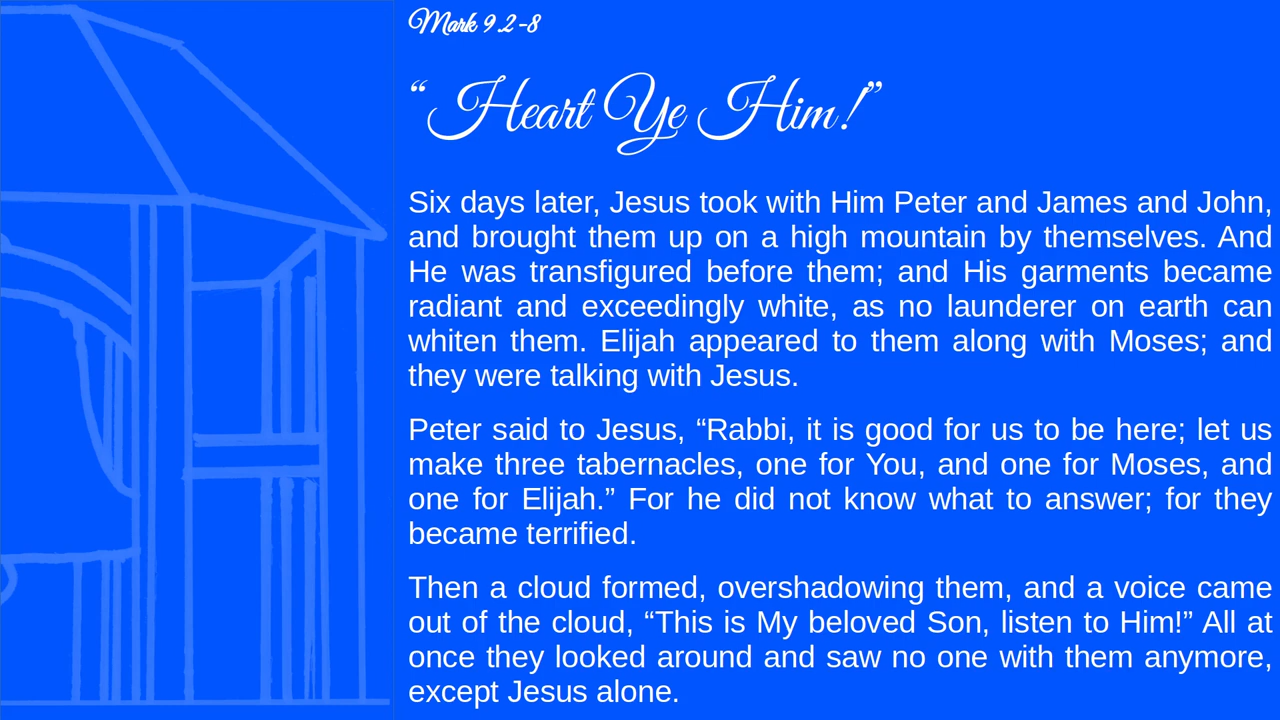 Mark 9.2-8
“Heart Ye Him!”
Six days later, Jesus took with Him Peter and James and John,
and brought them up on a high mountain by themselves. And
He was transfigured before them; and His garments became
radiant and exceedingly white, as no launderer on earth can
whiten them. Elijah appeared to them along with Moses; and
they were talking with Jesus.
Peter said to Jesus, “Rabbi, it is good for us to be here; let us
make three tabernacles, one for You, and one for Moses, and
one for Elijah.” For he did not know what to answer; for they
became terrified.
Then a cloud formed, overshadowing them, and a voice came
out of the cloud, “This is My beloved Son, listen to Him!” All at
once they looked around and saw no one with them anymore,
except Jesus alone.